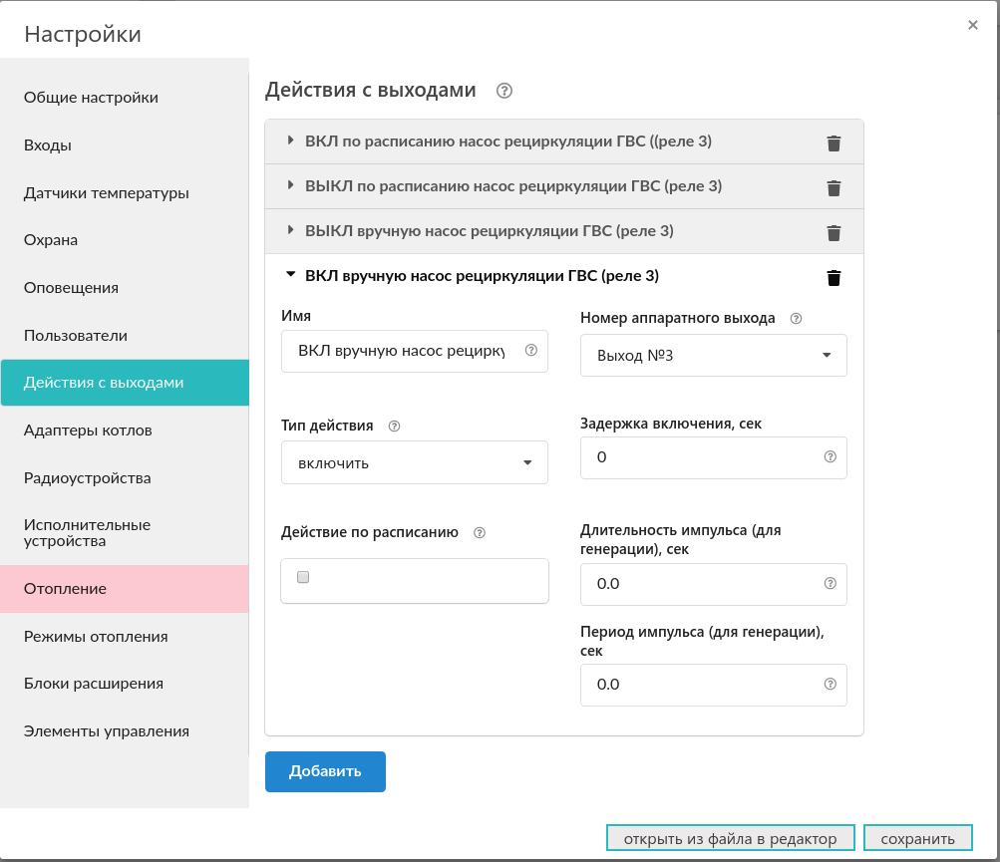 Настройки
×
Общие настройки
Входы
Датчики температуры
Охрана
Оповещения
Пользователи
Действия с выходами
Адаптеры котлов
Радиоустройства
Исполнительные
устройства
Отопление
Режимы отопления
Блоки расширения
Элементы управления
Действия с выходами ?
ВКЛ по расписанию насос рециркуляции ГВС ((реле 3)
ВЫКЛ по расписанию насос рециркуляции ГВС (реле 3)
ВЫКЛ вручную насос рециркуляции ГВС (реле 3)
ВКЛ вручную насос рециркуляции ГВС (реле 3)
Имя
ВКЛ вручную насос рецирку ?
Номер аппаратного выхода ?
Выход №3
Тип действия ?
включить
Задержка включения, сек
0 ?
Действие по расписанию ?
Длительность импульса (для
генерации), сек
0.0 ?
Период импульса (для генерации),
сек
0.0 ?
Добавить
открыть из файла в редактор
сохранить